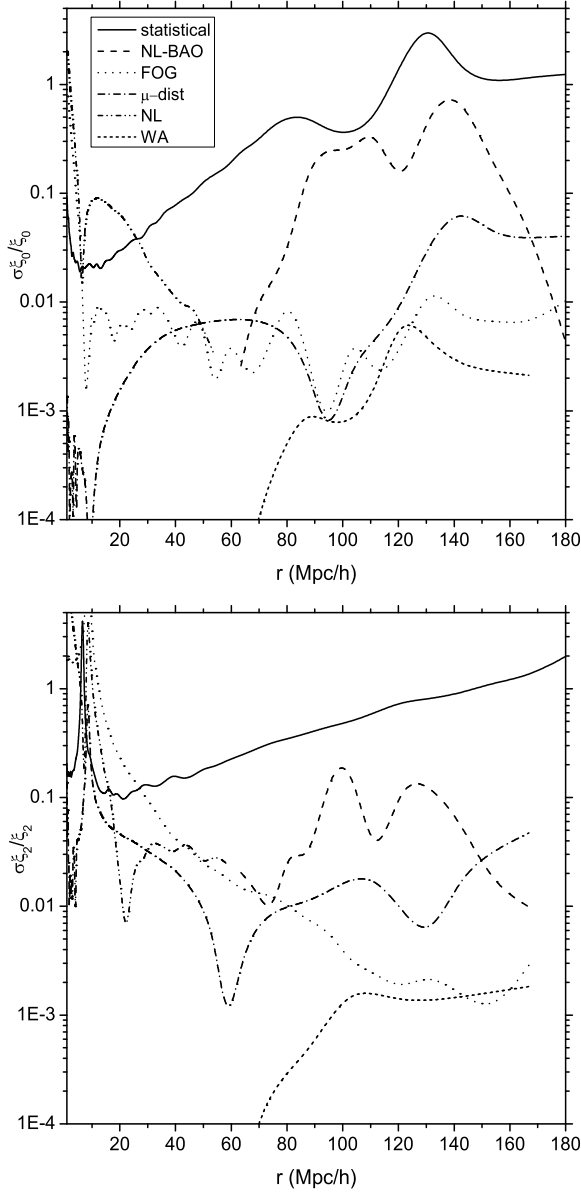 statistical
NL-BAO
FOG
μ−dist
NL
WA
1
0.1
0.01
1E-3
1E-4
σξ₀/ξ₀
20 40 60 80 100 120 140 160 180
r (Mpc/h)
1
0.1
0.01
1E-3
1E-4
σξ₂/ξ₂
20 40 60 80 100 120 140 160 180
r (Mpc/h)